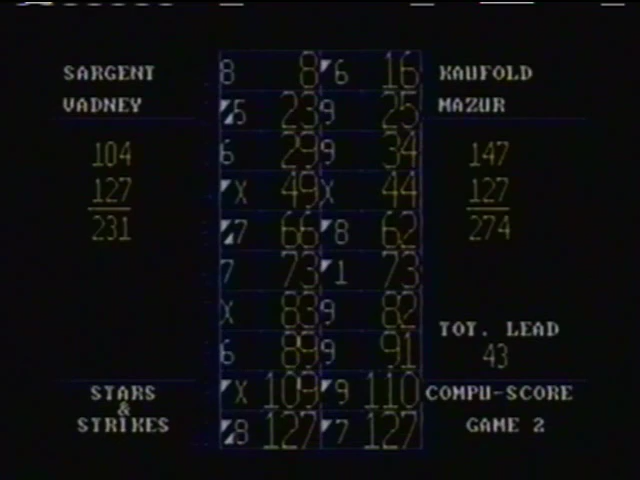 SARGENT 8 8 6 16 KAUFOLD
VADNEY 5 23 9 25 MAZUR
104 6 29 9 34 147
127 X 49 X 44 127
231 7 66 8 62 274
7 73 1 73
X 83 9 82
TOT. LEAD
6 89 9 91 43
STARS X 109 9 110 COMPU-SCORE
&
STRIKES 8 127 7 127 GAME 2